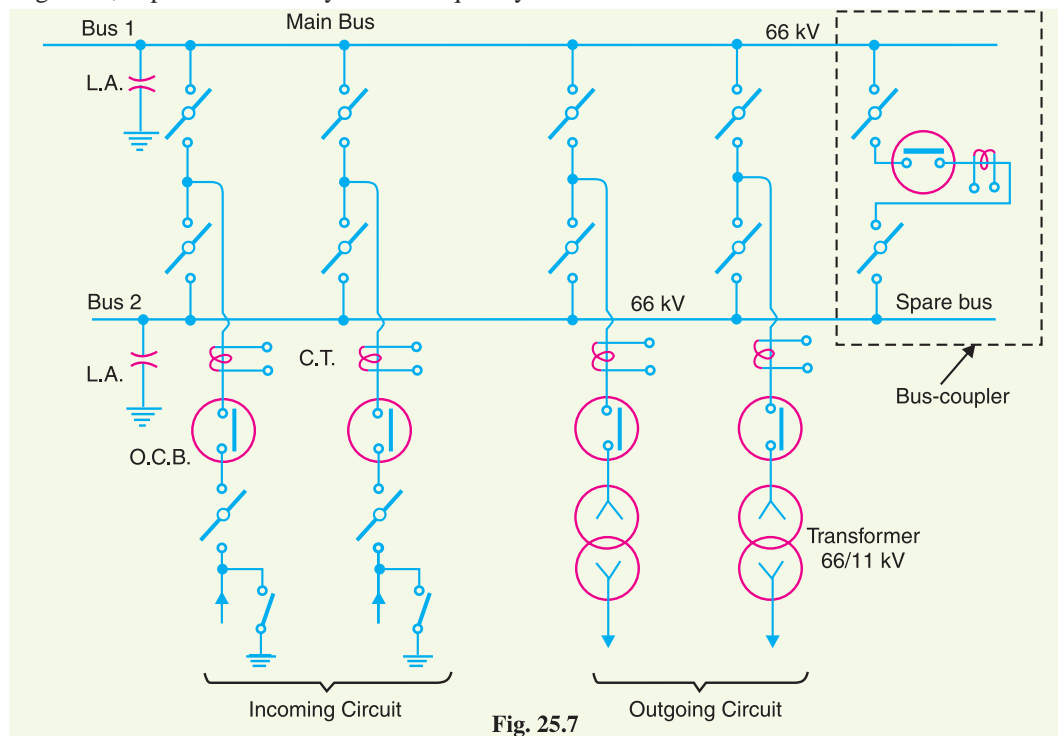 Bus 1
Main Bus
66 kV
L.A.
Bus 2
66 kV
Spare bus
L.A.
C.T.
Bus-coupler
O.C.B.
Transformer
66/11 kV
Incoming Circuit
Outgoing Circuit
Fig. 25.7